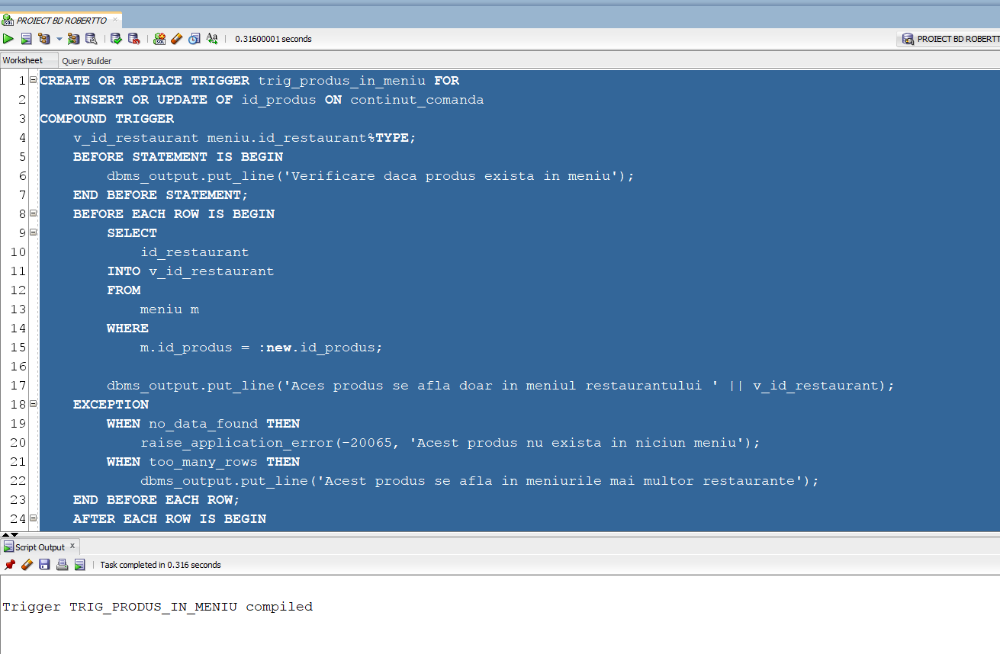 PROIECT BD ROBERTTO
0.31600001 seconds
PROIECT BD ROBERTT
Worksheet Query Builder
1 CREATE OR REPLACE TRIGGER trig_produs_in_meniu FOR
2 INSERT OR UPDATE OF id_produs ON continut_comanda
3 COMPOUND TRIGGER
4 v_id_restaurant meniu.id_restaurant%TYPE;
5 BEFORE STATEMENT IS BEGIN
6 dbms_output.put_line('Verificare daca produs exista in meniu');
7 END BEFORE STATEMENT;
8 BEFORE EACH ROW IS BEGIN
9 SELECT
10 id_restaurant
11 INTO v_id_restaurant
12 FROM
13 meniu m
14 WHERE
15 m.id_produs = :new.id_produs;
16
17 dbms_output.put_line('Aces produs se afla doar in meniul restaurantului ' || v_id_restaurant);
18 EXCEPTION
19 WHEN no_data_found THEN
20 raise_application_error(-20065, 'Acest produs nu exista in niciun meniu');
21 WHEN too_many_rows THEN
22 dbms_output.put_line('Acest produs se afla in meniurile mai multor restaurante');
23 END BEFORE EACH ROW;
24 AFTER EACH ROW IS BEGIN
Script Output x
Task completed in 0.316 seconds
Trigger TRIG_PRODUS_IN_MENIU compiled